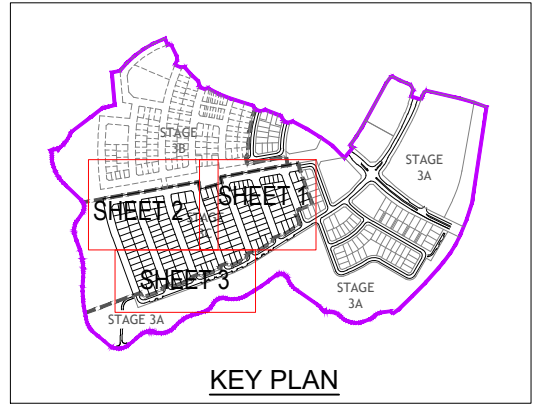 STAGE
3B
STAGE
3A
SHEET 1
SHEET 2
STAGE
SHEET 3
STAGE
3A
STAGE 3A
KEY PLAN